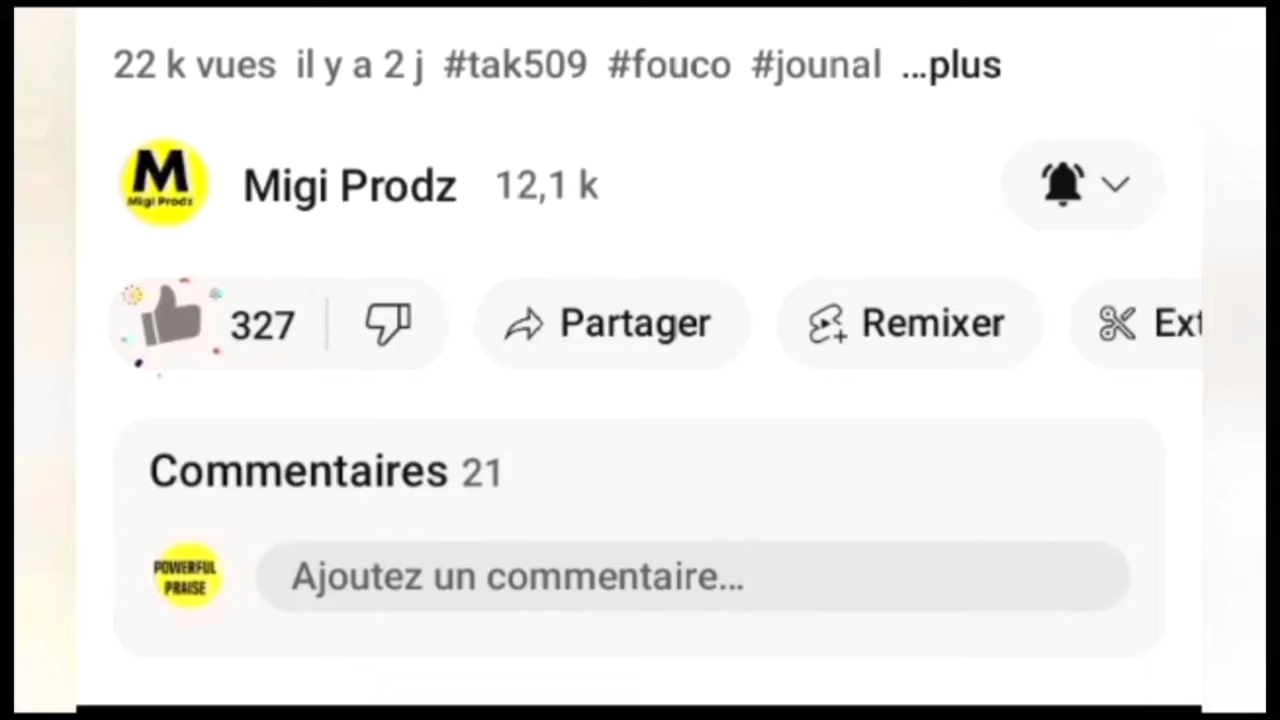 22 k vues il y a 2 j #tak509 #fouco #jounal ...plus
M
Migi Prodz
Migi Prodz 12,1 k
327 Partager Remixer Ext
Commentaires 21
POWERFUL
PRAISE
Ajoutez un commentaire...